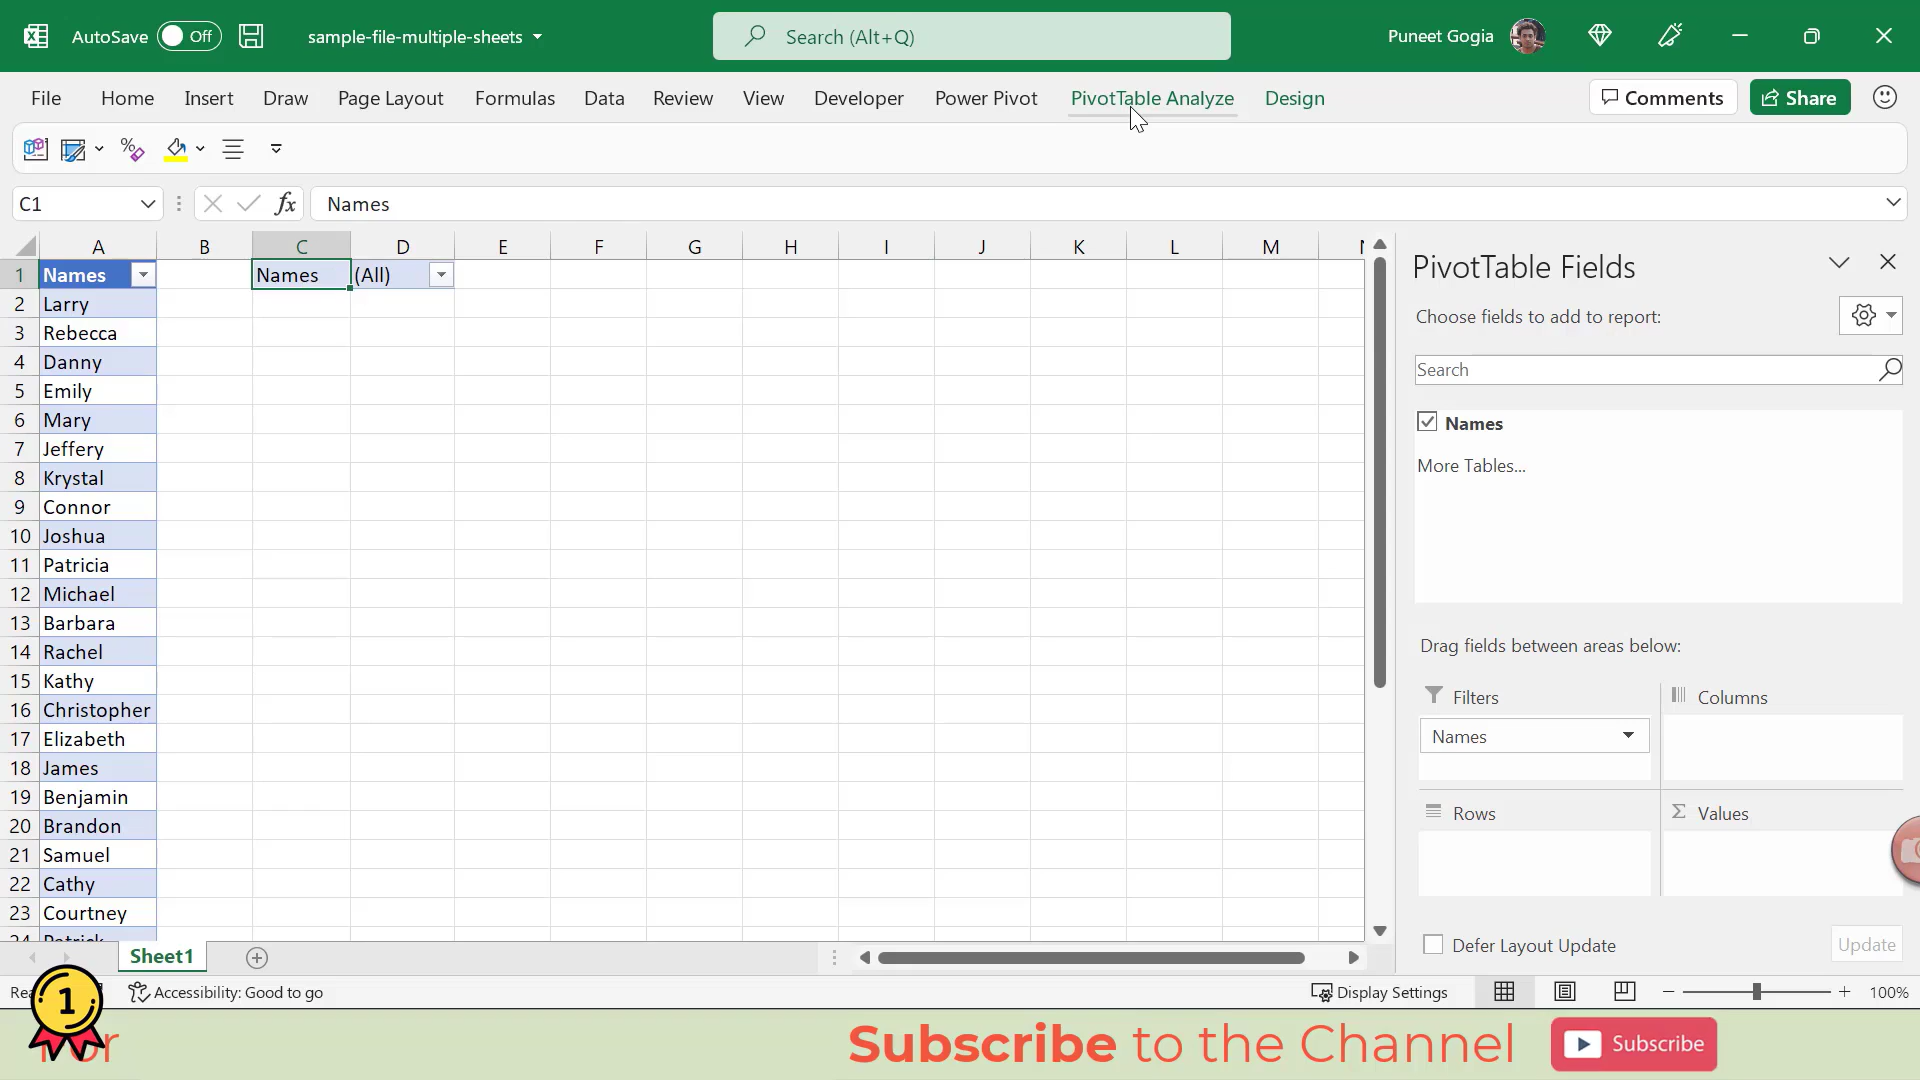 AutoSave Off sample-file-multiple-sheets Search (Alt+Q) Puneet Gogia
File Home Insert Draw Page Layout Formulas Data Review View Developer Power Pivot PivotTable Analyze Design Comments Share
C1 fx Names
A B C D E F G H I J K L M
1 Names Names (All)
2 Larry
3 Rebecca
4 Danny
5 Emily
6 Mary
7 Jeffery
8 Krystal
9 Connor
10 Joshua
11 Patricia
12 Michael
13 Barbara
14 Rachel
15 Kathy
16 Christopher
17 Elizabeth
18 James
19 Benjamin
20 Brandon
21 Samuel
22 Cathy
23 Courtney
24 Patrick
PivotTable Fields
Choose fields to add to report:
Search
Names
More Tables...
Drag fields between areas below:
Filters Columns
Names
Rows Σ Values
Defer Layout Update Update
Sheet1
Accessibility: Good to go Display Settings 100%
1
Subscribe to the Channel Subscribe